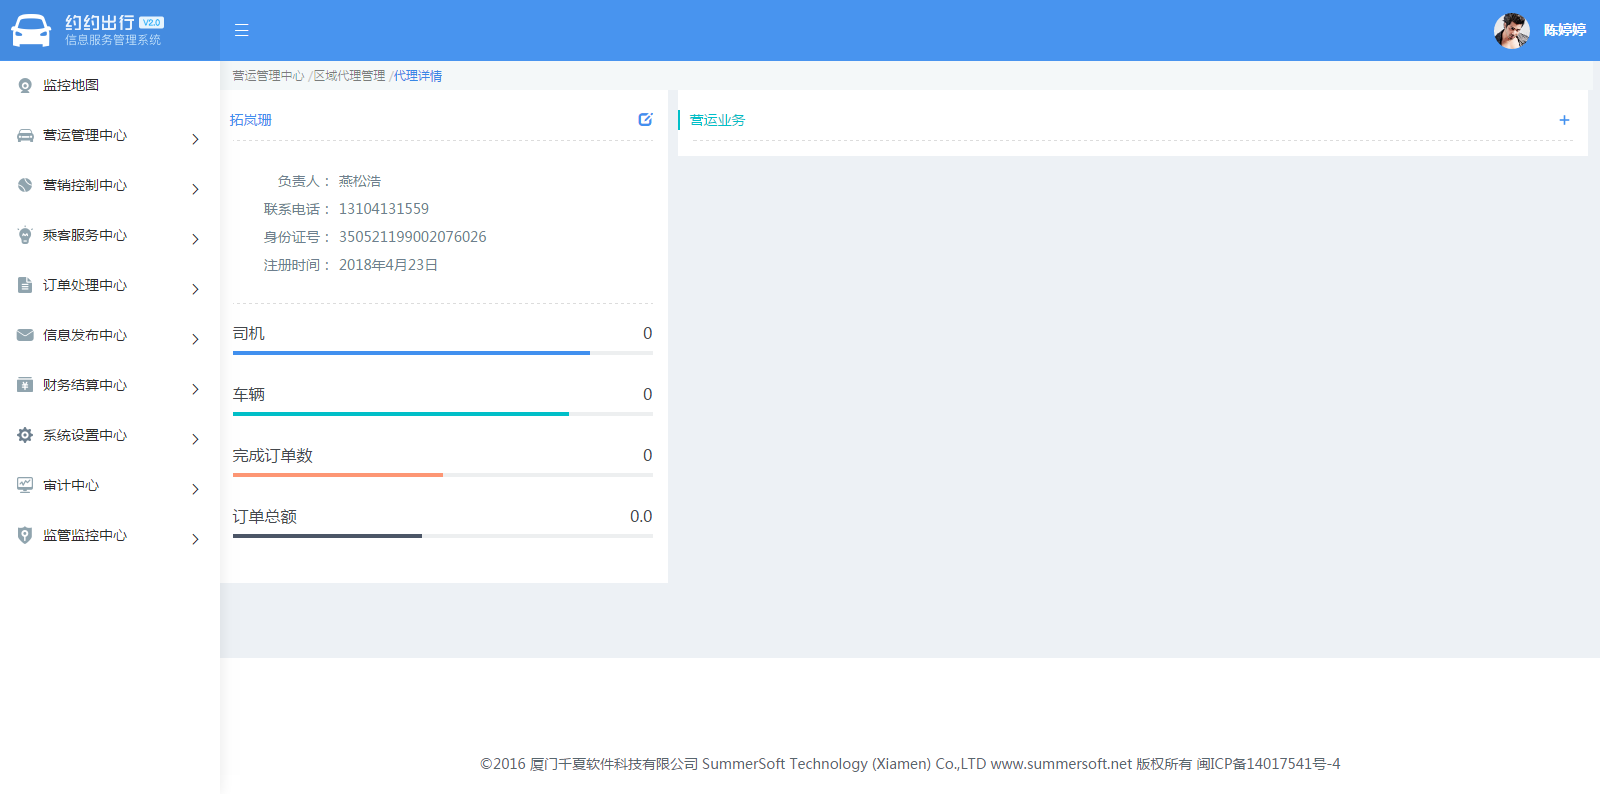 约约出行 V2.0
信息服务管理系统
陈婷婷
监控地图
营运管理中心
营销控制中心
乘客服务中心
订单处理中心
信息发布中心
财务结算中心
系统设置中心
审计中心
监管监控中心
营运管理中心 /区域代理管理 /代理详情
拓岚珊
负责人： 燕松浩
联系电话： 13104131559
身份证号： 350521199002076026
注册时间： 2018年4月23日
司机 0
车辆 0
完成订单数 0
订单总额 0.0
营运业务 +
©2016 厦门千夏软件科技有限公司 SummerSoft Technology (Xiamen) Co.,LTD www.summersoft.net 版权所有 闽ICP备14017541号-4